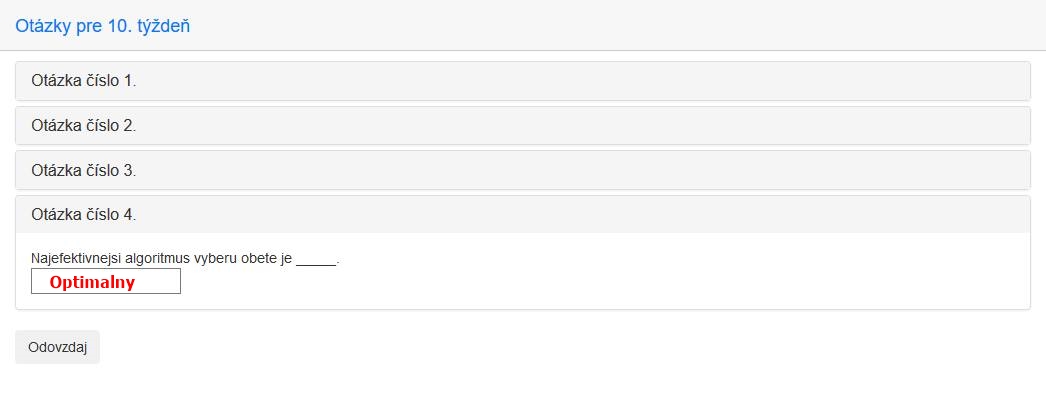 Otázky pre 10. týždeň
Otázka číslo 1.
Otázka číslo 2.
Otázka číslo 3.
Otázka číslo 4.
Najefektivnejsi algoritmus vyberu obete je _____.
Optimalny
Odovzdaj